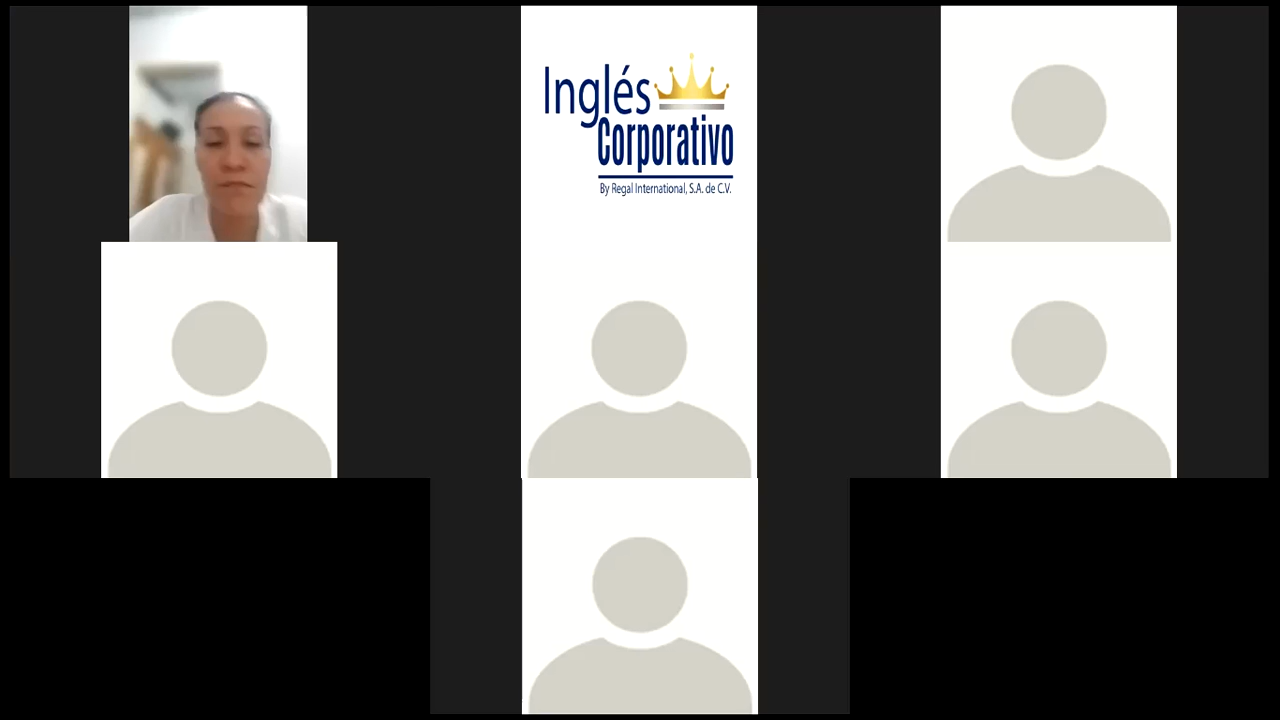 Inglés
Corporativo
By Regal International, S.A. de C.V.